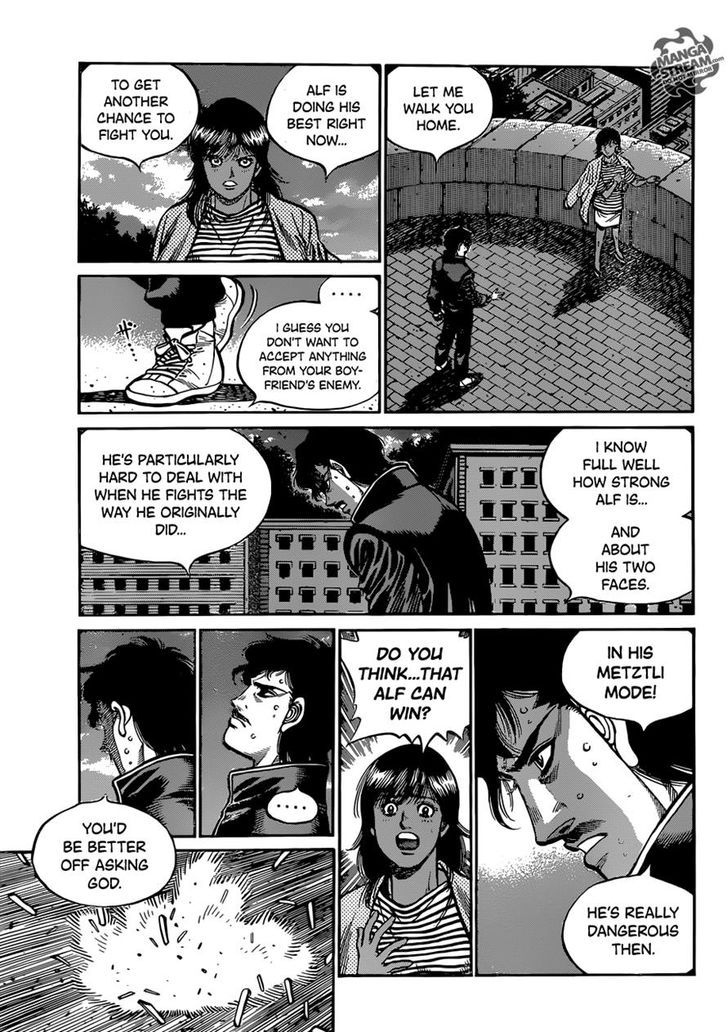 MANGA
STREAM.com
LET ME
WALK YOU
HOME.
ALF IS
DOING HIS
BEST RIGHT
NOW...
TO GET
ANOTHER
CHANCE TO
FIGHT YOU.
....
I GUESS YOU
DON'T WANT TO
ACCEPT ANYTHING
FROM YOUR BOY-
FRIEND'S ENEMY.
I KNOW
FULL WELL
HOW STRONG
ALF IS...
AND
ABOUT
HIS TWO
FACES.
HE'S PARTICULARLY
HARD TO DEAL WITH
WHEN HE FIGHTS THE
WAY HE ORIGINALLY
DID...
IN HIS
METZTLI
MODE!
HE'S REALLY
DANGEROUS
THEN.
DO YOU
THINK...THAT
ALF CAN
WIN?
....
YOU'D
BE BETTER
OFF ASKING
GOD.